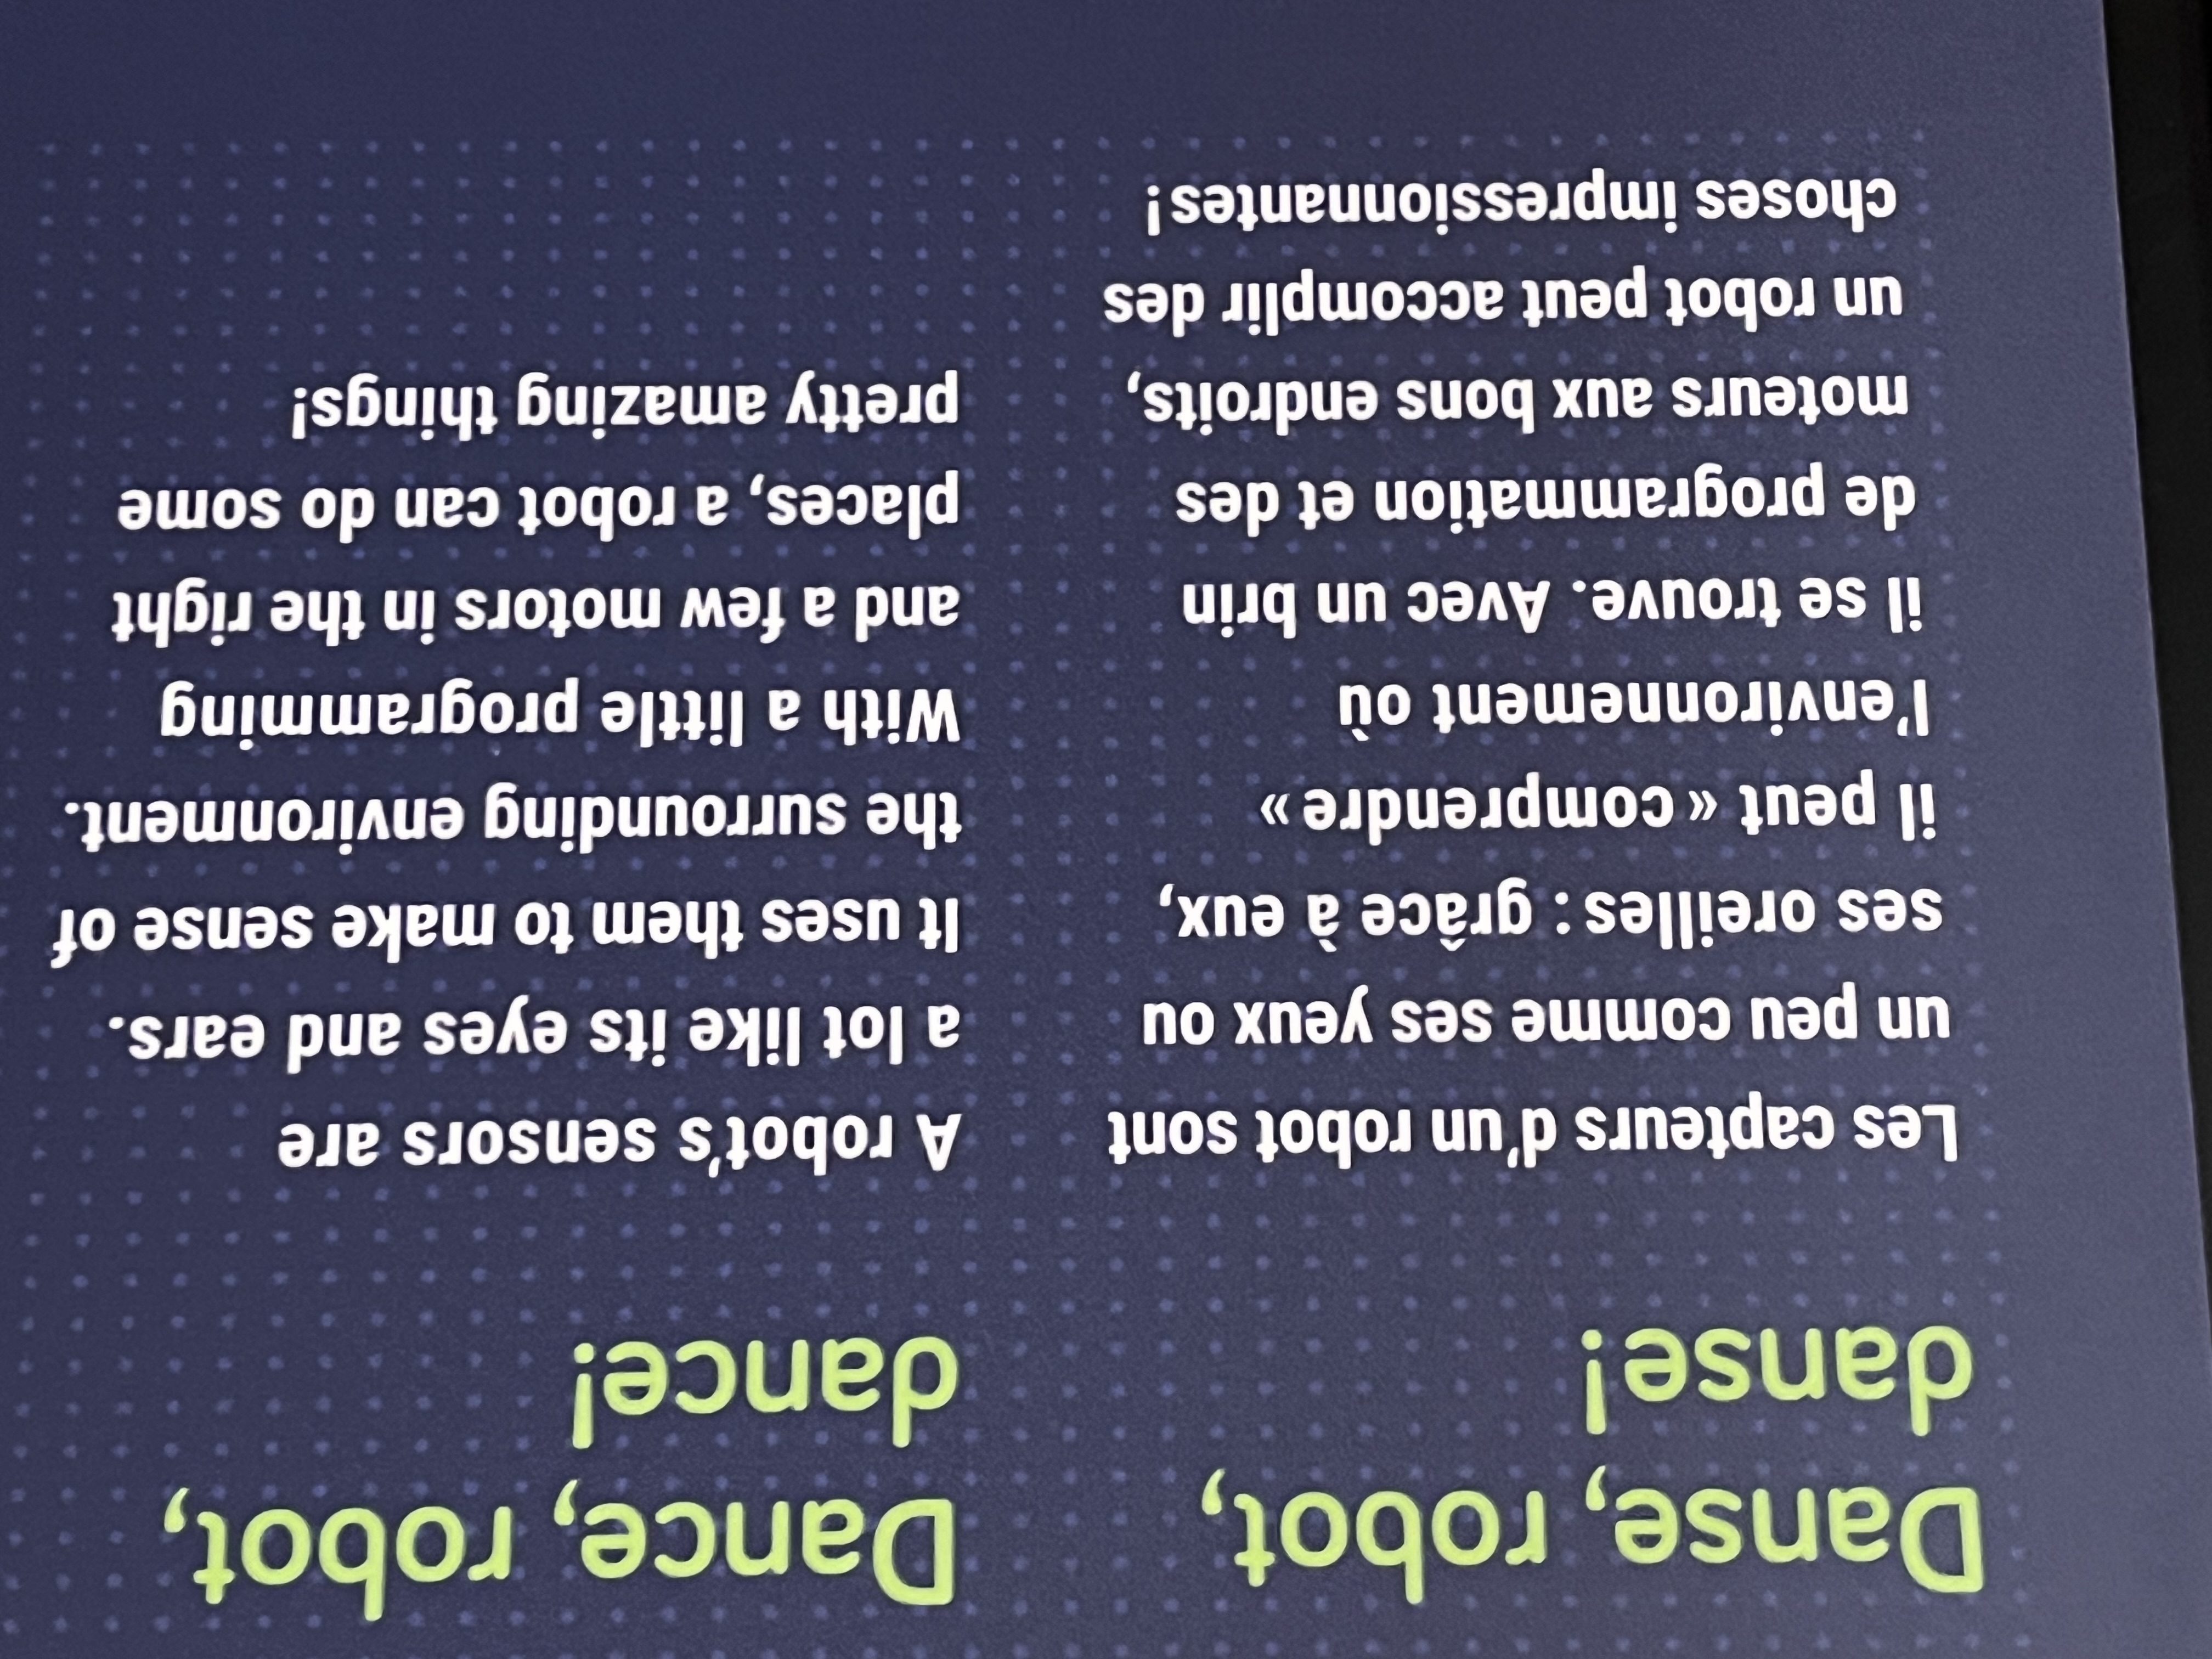 Danse, robot,
danse !
Les capteurs d’un robot sont
un peu comme ses yeux ou
ses oreilles : grâce à eux,
il peut « comprendre »
l’environnement où
il se trouve. Avec un brin
de programmation et des
moteurs aux bons endroits,
un robot peut accomplir des
choses impressionnantes !
Dance, robot,
dance!
A robot’s sensors are
a lot like its eyes and ears.
It uses them to make sense of
the surrounding environment.
With a little programming
and a few motors in the right
places, a robot can do some
pretty amazing things!